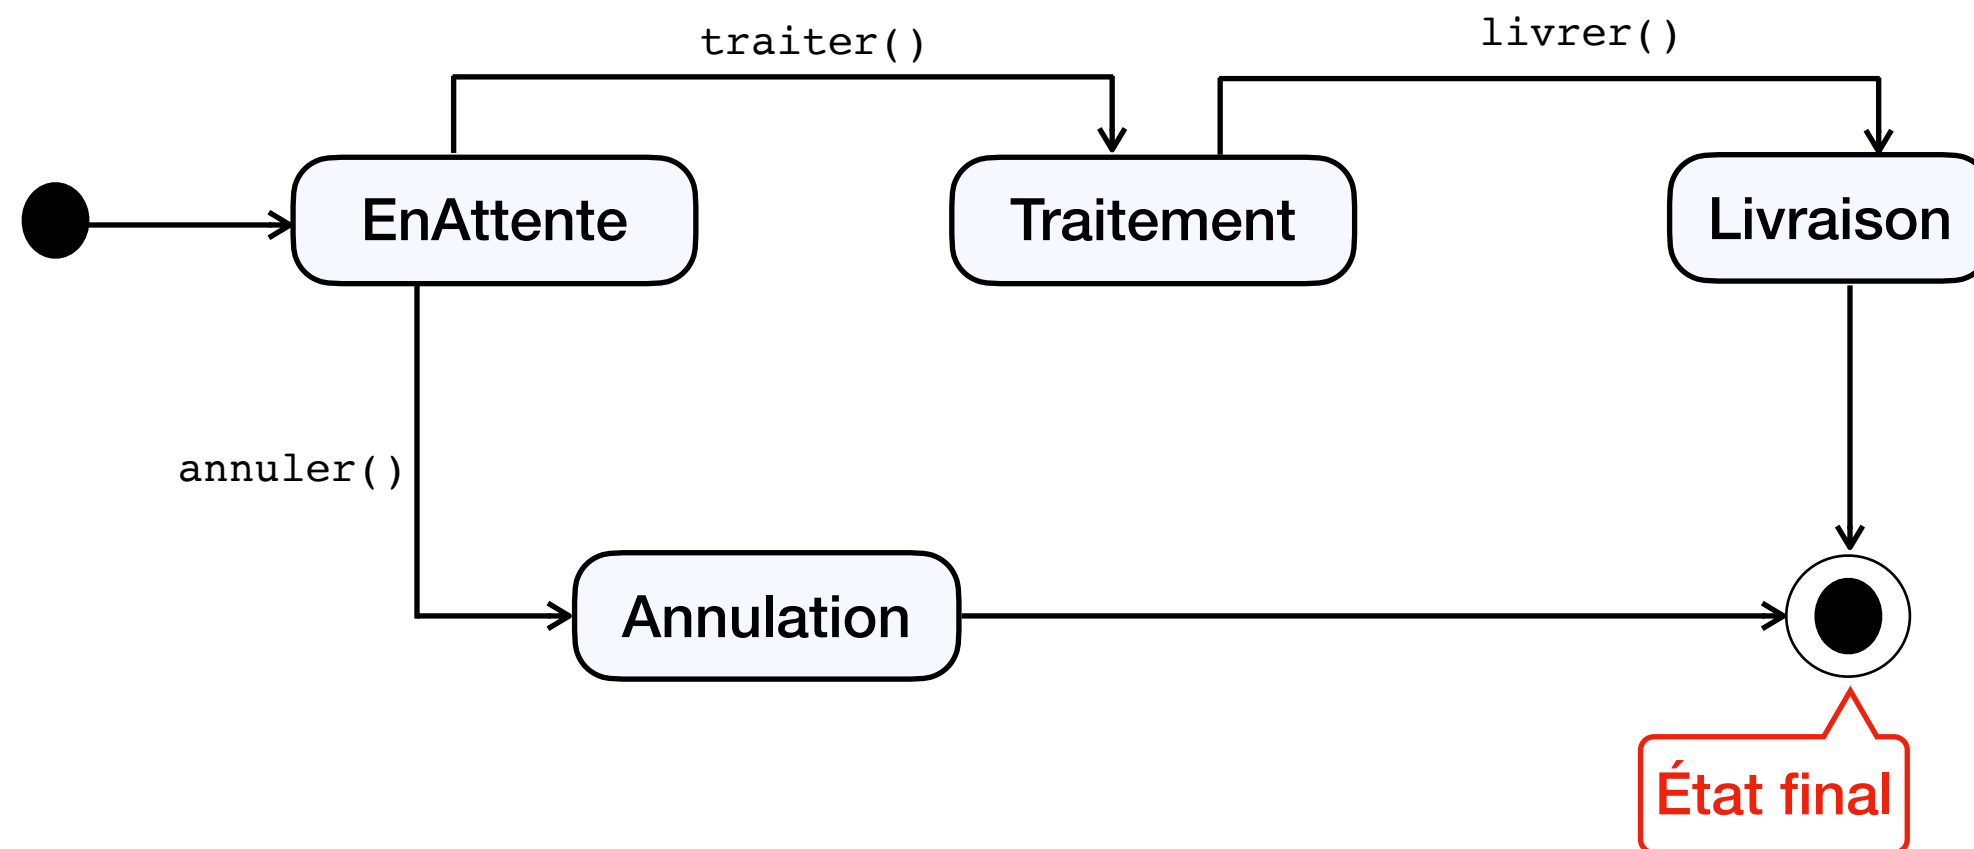 traiter()
livrer()
EnAttente
Traitement
Livraison
annuler()
Annulation
État final